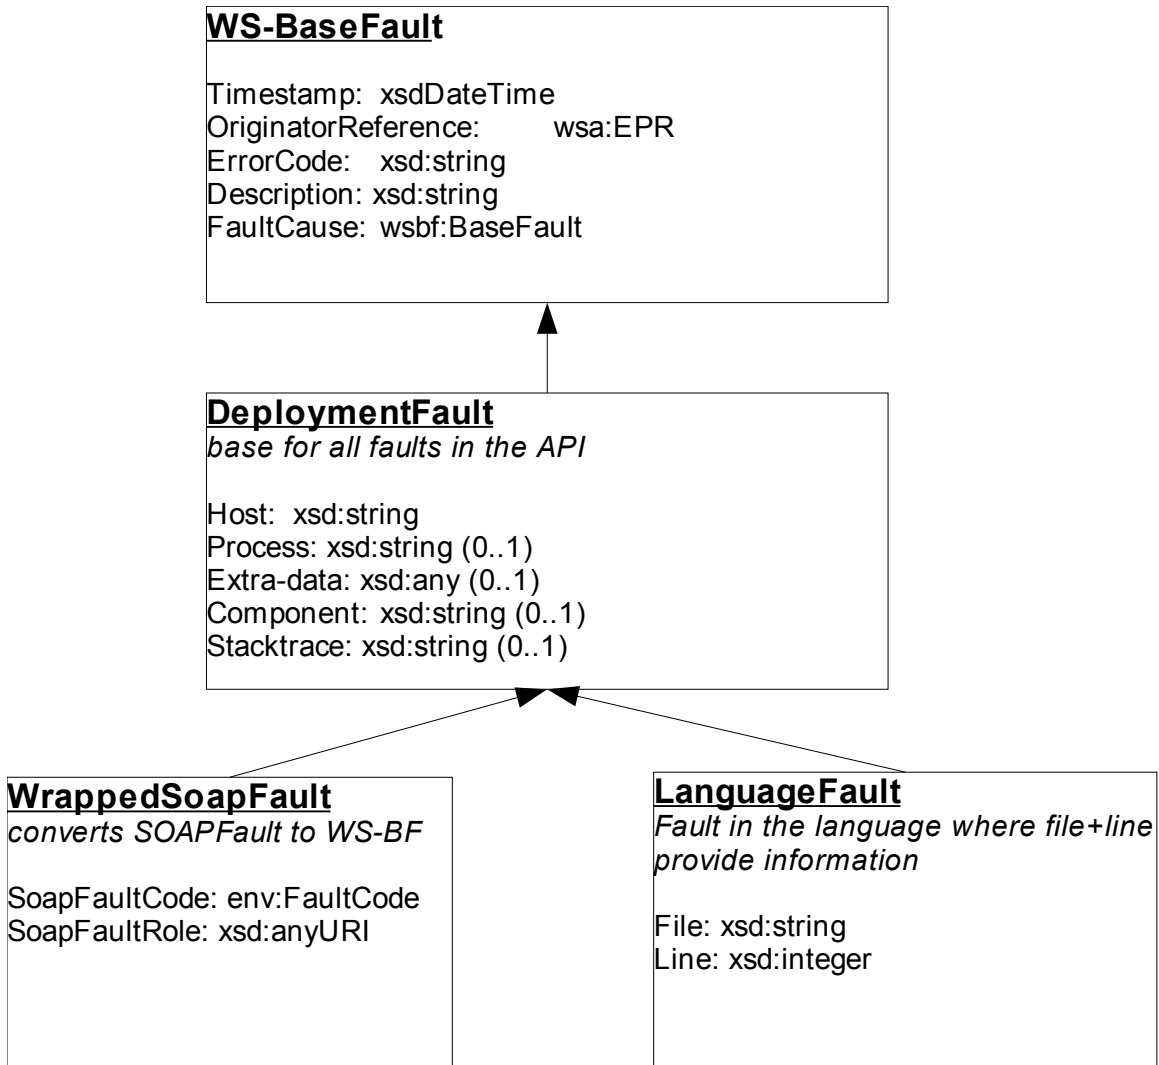 WS-BaseFault
Timestamp: xsdDateTime
OriginatorReference: wsa:EPR
ErrorCode: xsd:string
Description: xsd:string
FaultCause: wsbf:BaseFault
DeploymentFault
base for all faults in the API
Host: xsd:string
Process: xsd:string (0..1)
Extra-data: xsd:any (0..1)
Component: xsd:string (0..1)
Stacktrace: xsd:string (0..1)
WrappedSoapFault
converts SOAPFault to WS-BF
SoapFaultCode: env:FaultCode
SoapFaultRole: xsd:anyURI
LanguageFault
Fault in the language where file+line
provide information
File: xsd:string
Line: xsd:integer